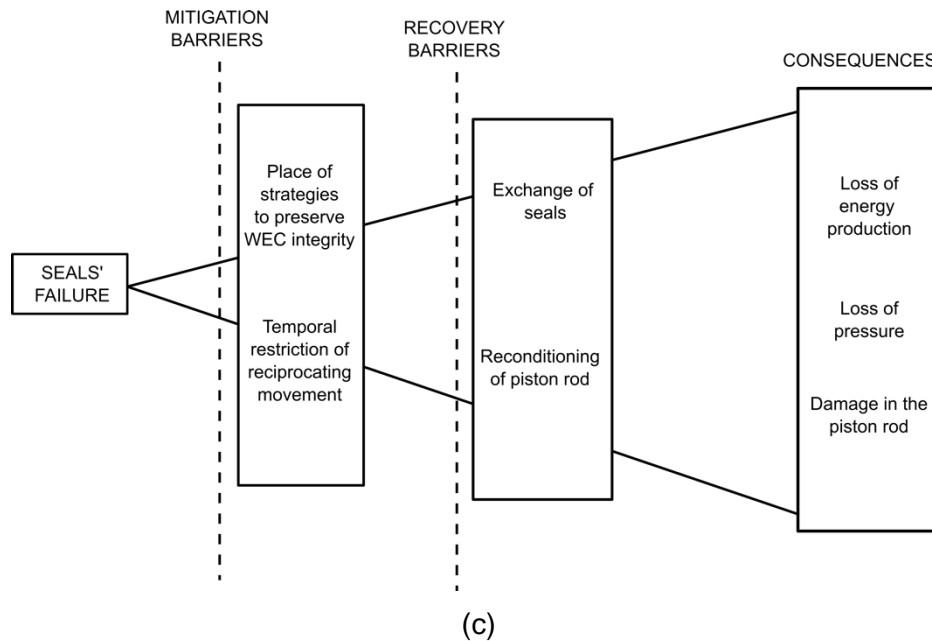 MITIGATION
BARRIERS
RECOVERY
BARRIERS
CONSEQUENCES
SEALS'
FAILURE
Place of
strategies
to preserve
WEC integrity
Temporal
restriction of
reciprocating
movement
Exchange of
seals
Reconditioning
of piston rod
Loss of
energy
production
Loss of
pressure
Damage in the
piston rod
(c)